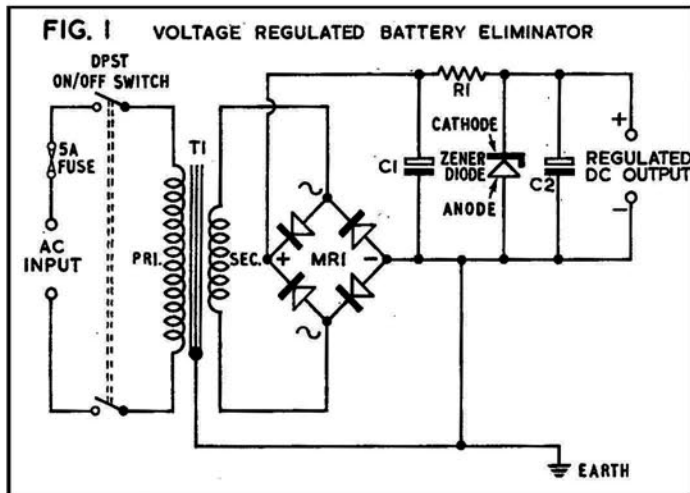 FIG. 1 VOLTAGE REGULATED BATTERY ELIMINATOR
DPST
ON/OFF SWITCH
5A
FUSE
AC
INPUT
PRI.
T1
SEC.
~
+ MR1 −
~
C1
R1
CATHODE
ZENER
DIODE
ANODE
C2
+
REGULATED
DC OUTPUT
−
EARTH